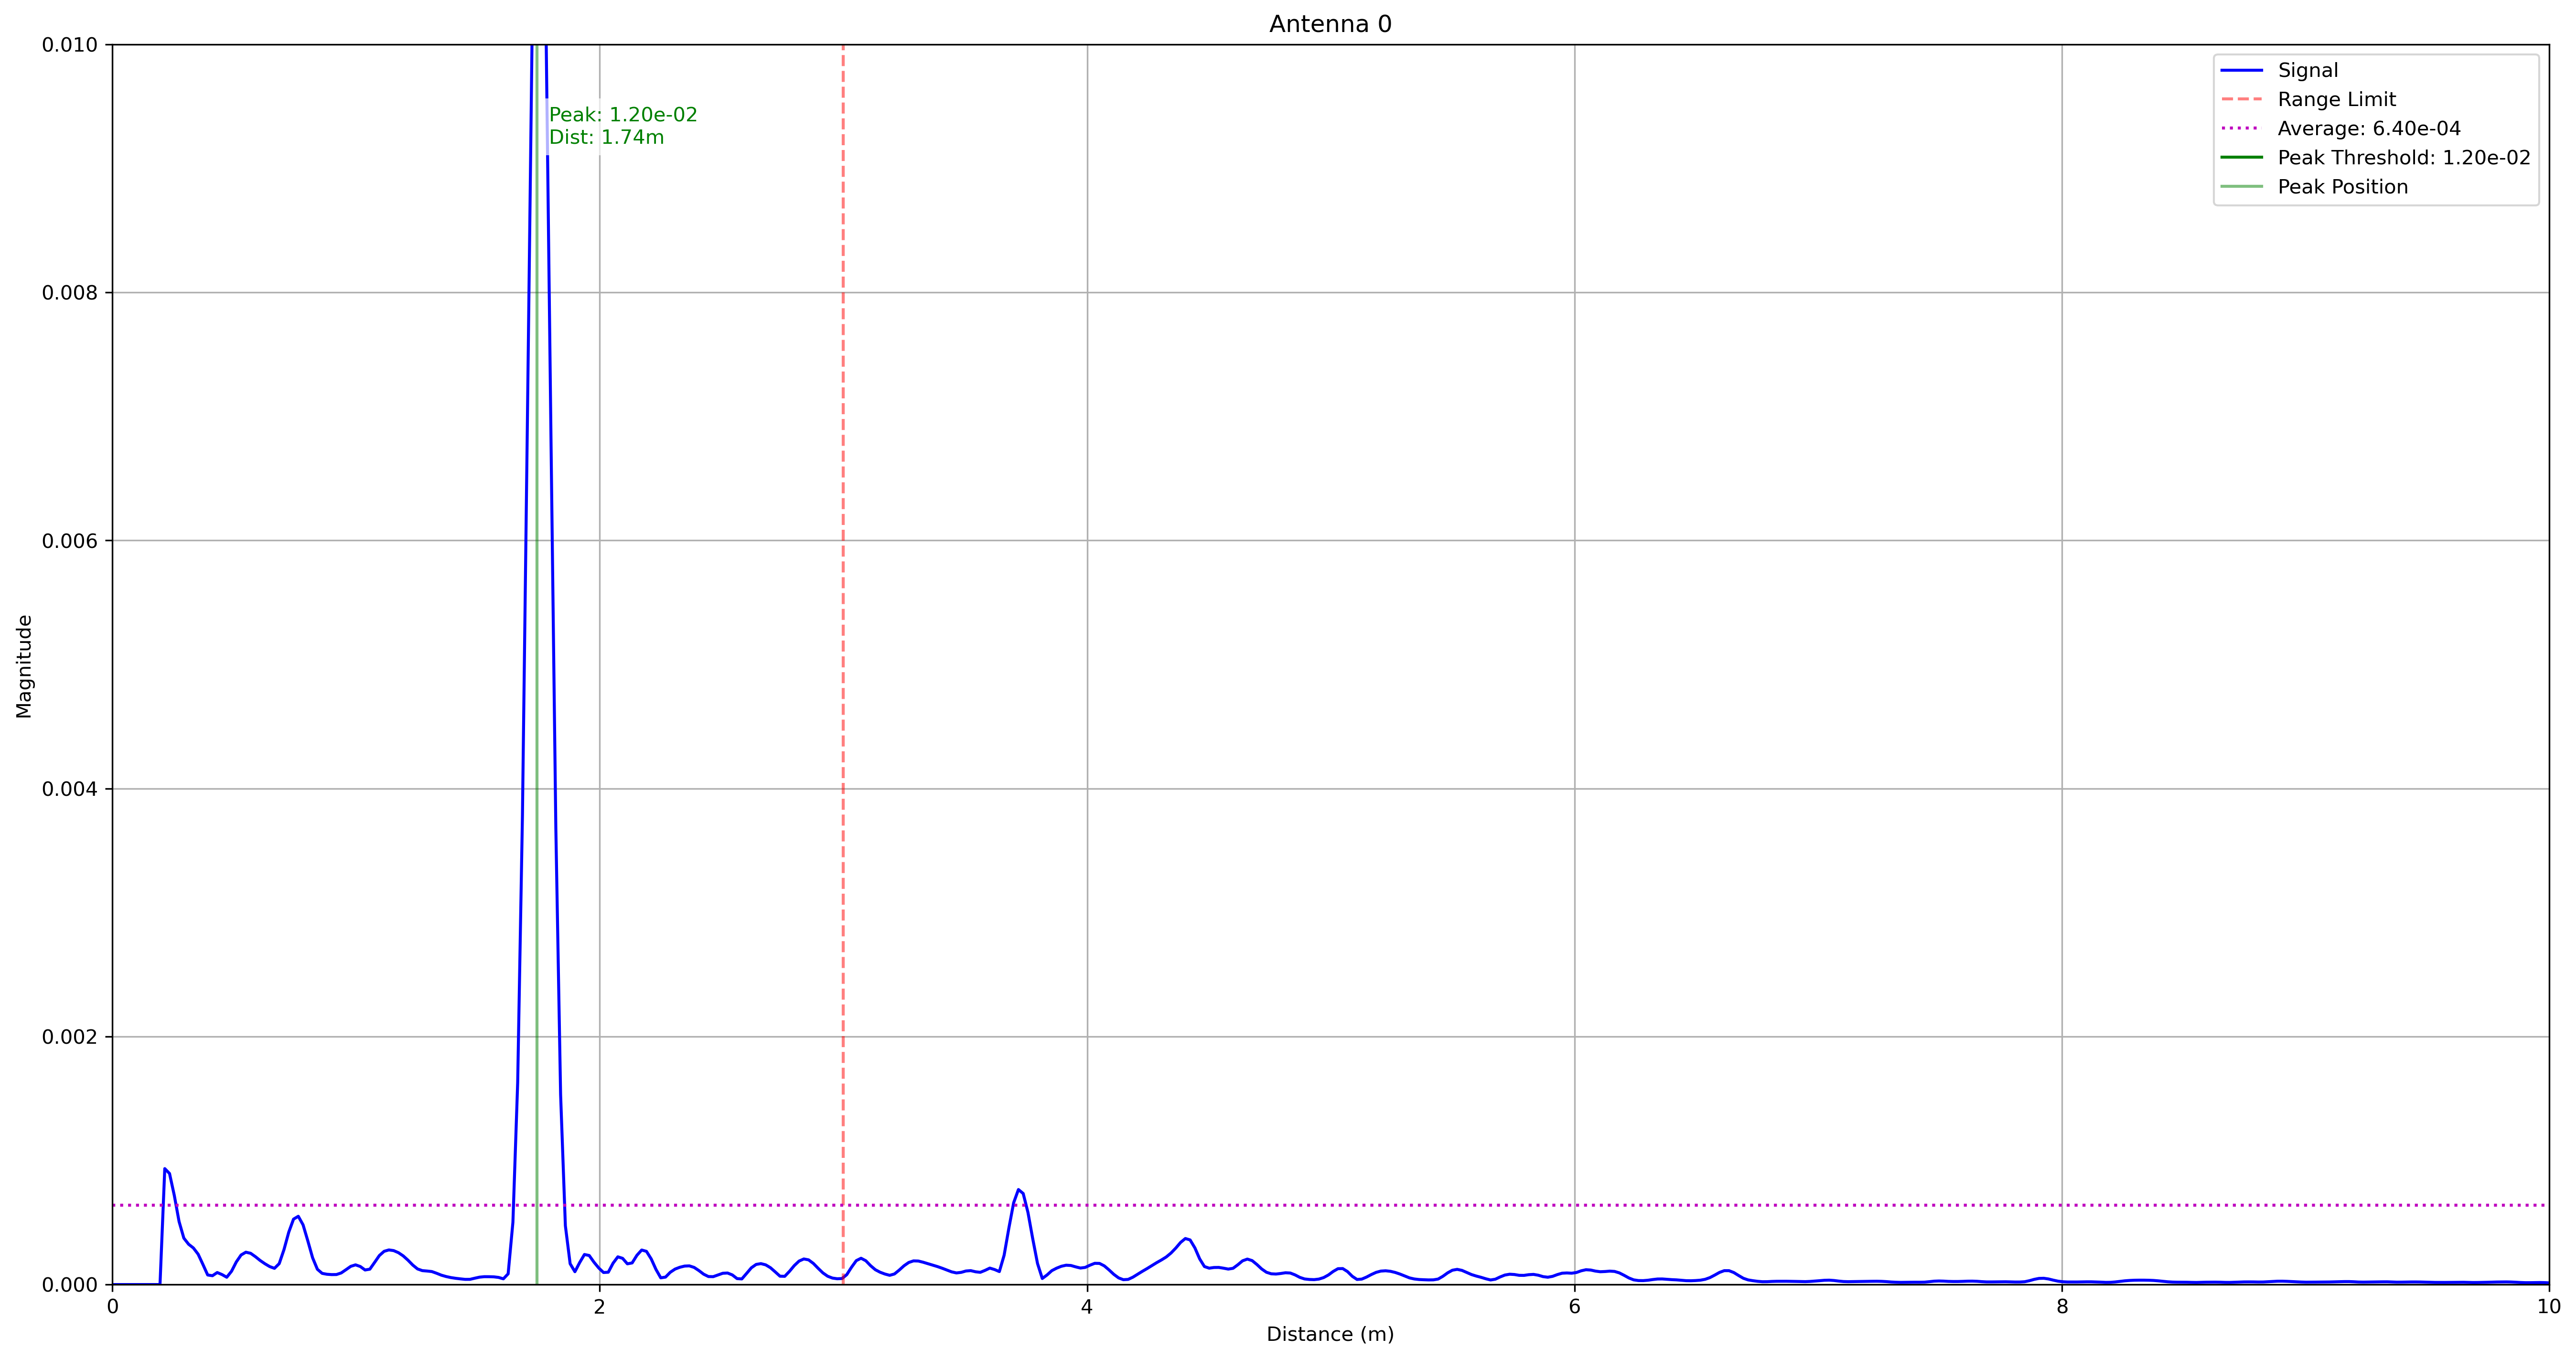 Antenna 0
0.010
0.008
0.006
0.004
0.002
0.000
Magnitude
Peak: 1.20e-02
Dist: 1.74m
Signal
Range Limit
Average: 6.40e-04
Peak Threshold: 1.20e-02
Peak Position
0 2 4 6 8 10
Distance (m)